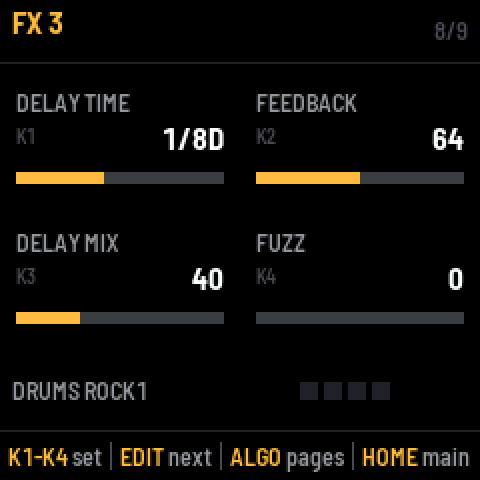 FX 3
8/9
DELAY TIME
FEEDBACK
K1
1/8D
K2
64
DELAY MIX
FUZZ
K3
40
K4
0
DRUMS ROCK 1
K1-K4 set | EDIT next | ALGO pages | HOME main